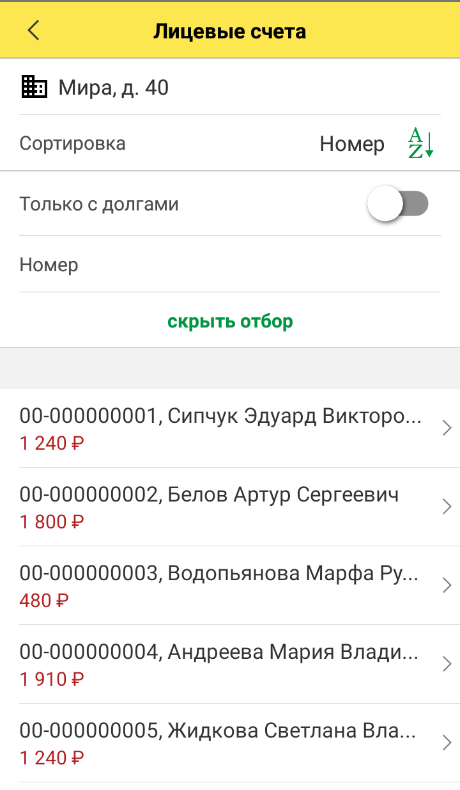 Лицевые счета
Мира, д. 40
Сортировка Номер AZ
Только с долгами
Номер
скрыть отбор
00-000000001, Сипчук Эдуард Викторо...
1 240 ₽
00-000000002, Белов Артур Сергеевич
1 800 ₽
00-000000003, Водопьянова Марфа Ру...
480 ₽
00-000000004, Андреева Мария Влади...
1 910 ₽
00-000000005, Жидкова Светлана Вла...
1 240 ₽